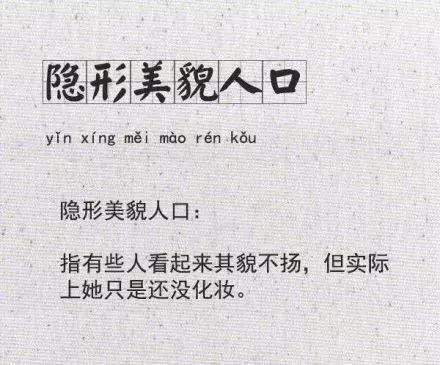 隐形美貌人口
yǐn xíng měi mào rén kǒu
隐形美貌人口：
指有些人看起来其貌不扬，但实际
上她只是还没化妆。